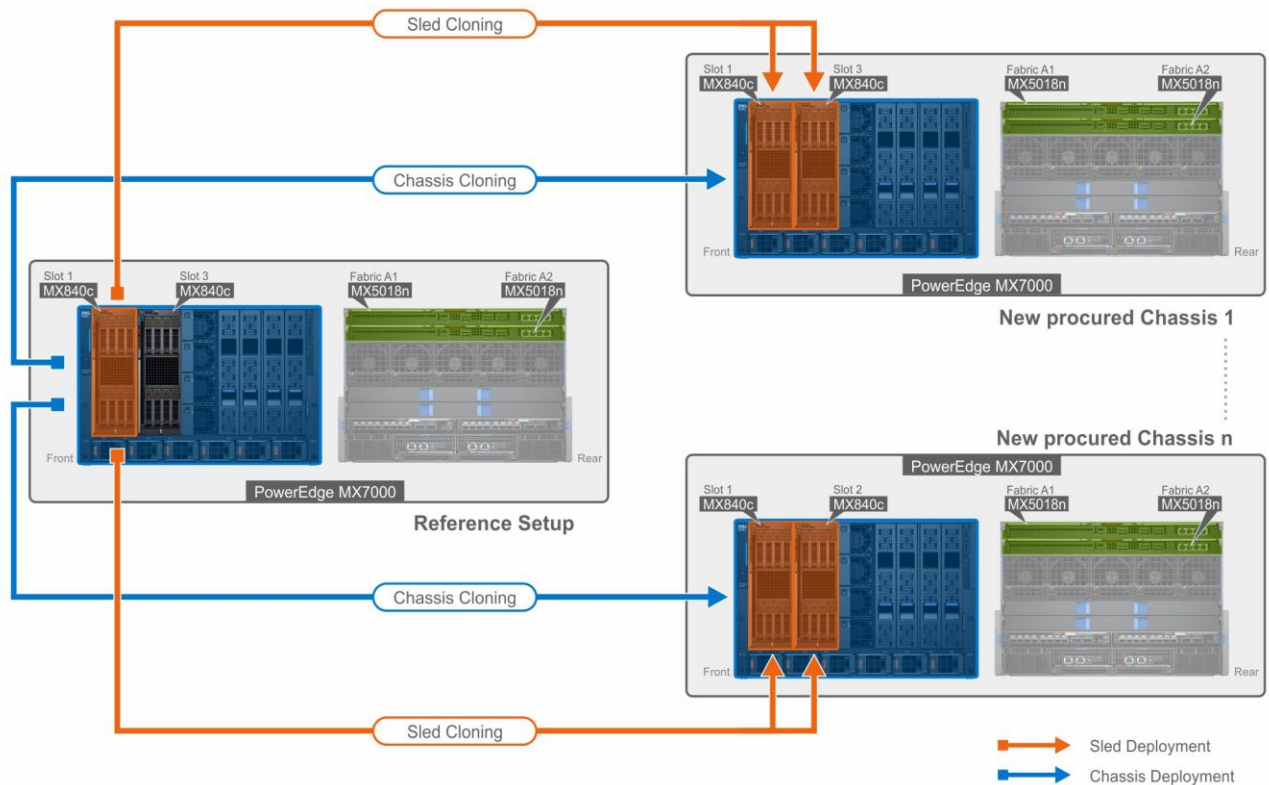 Sled Cloning
Slot 1
MX840c
Slot 3
MX840c
Fabric A1
MX5018n
Fabric A2
MX5018n
Chassis Cloning
Front
Rear
PowerEdge MX7000
New procured Chassis 1
Slot 1
MX840c
Slot 3
MX840c
Fabric A1
MX5018n
Fabric A2
MX5018n
Front
Rear
PowerEdge MX7000
Reference Setup
New procured Chassis n
PowerEdge MX7000
Slot 1
MX840c
Slot 2
MX840c
Fabric A1
MX5018n
Fabric A2
MX5018n
Chassis Cloning
Front
Rear
Sled Cloning
Sled Deployment
Chassis Deployment